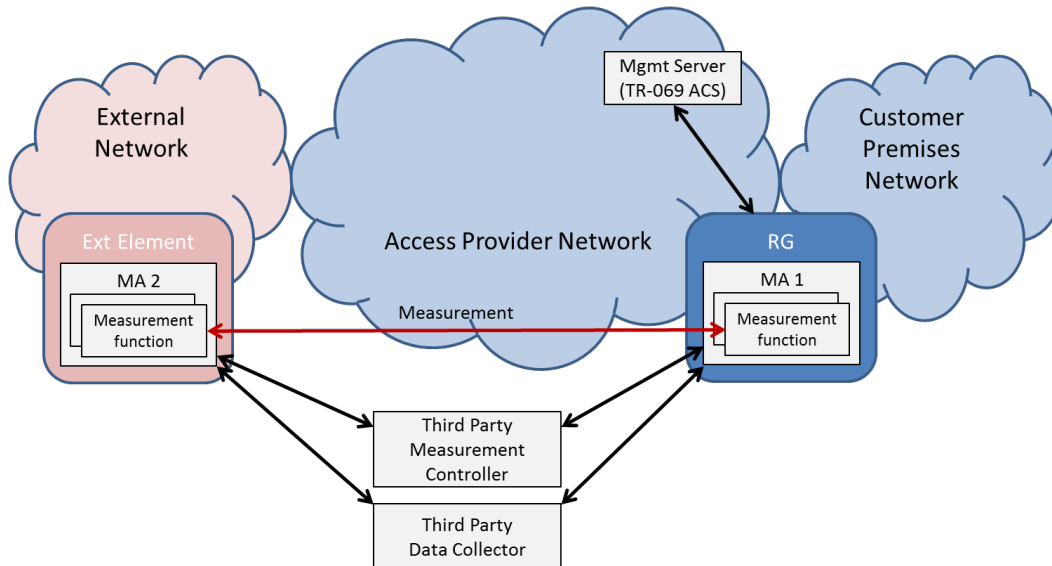 Mgmt Server
(TR-069 ACS)
External
Network
Customer
Premises
Network
Access Provider Network
Ext Element
RG
MA 2
MA 1
Measurement
function
Measurement
Measurement
function
Third Party
Measurement
Controller
Third Party
Data Collector